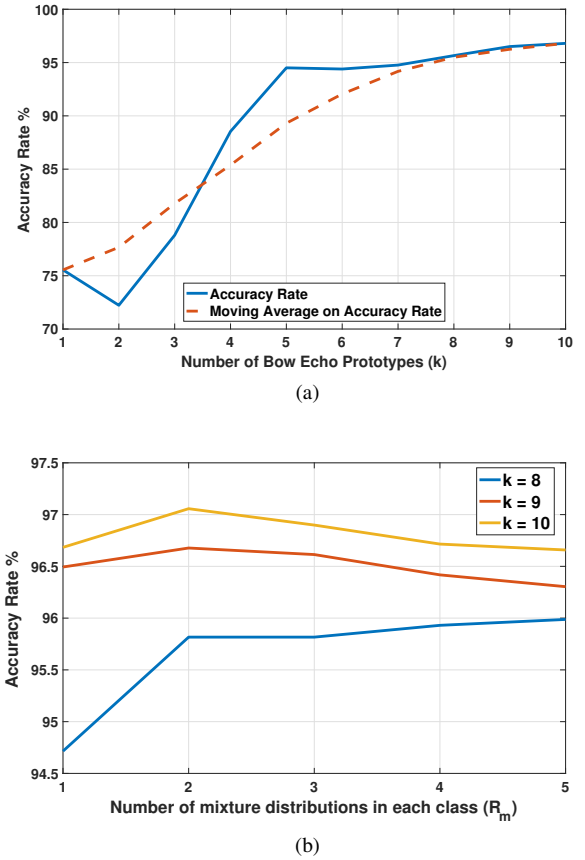 100
95
90
85
80
75
70
Accuracy Rate %
Accuracy Rate
Moving Average on Accuracy Rate
1 2 3 4 5 6 7 8 9 10
Number of Bow Echo Prototypes (k)
(a)
97.5
97
96.5
96
95.5
95
94.5
Accuracy Rate %
k = 8
k = 9
k = 10
1 2 3 4 5
Number of mixture distributions in each class (R_m)
(b)